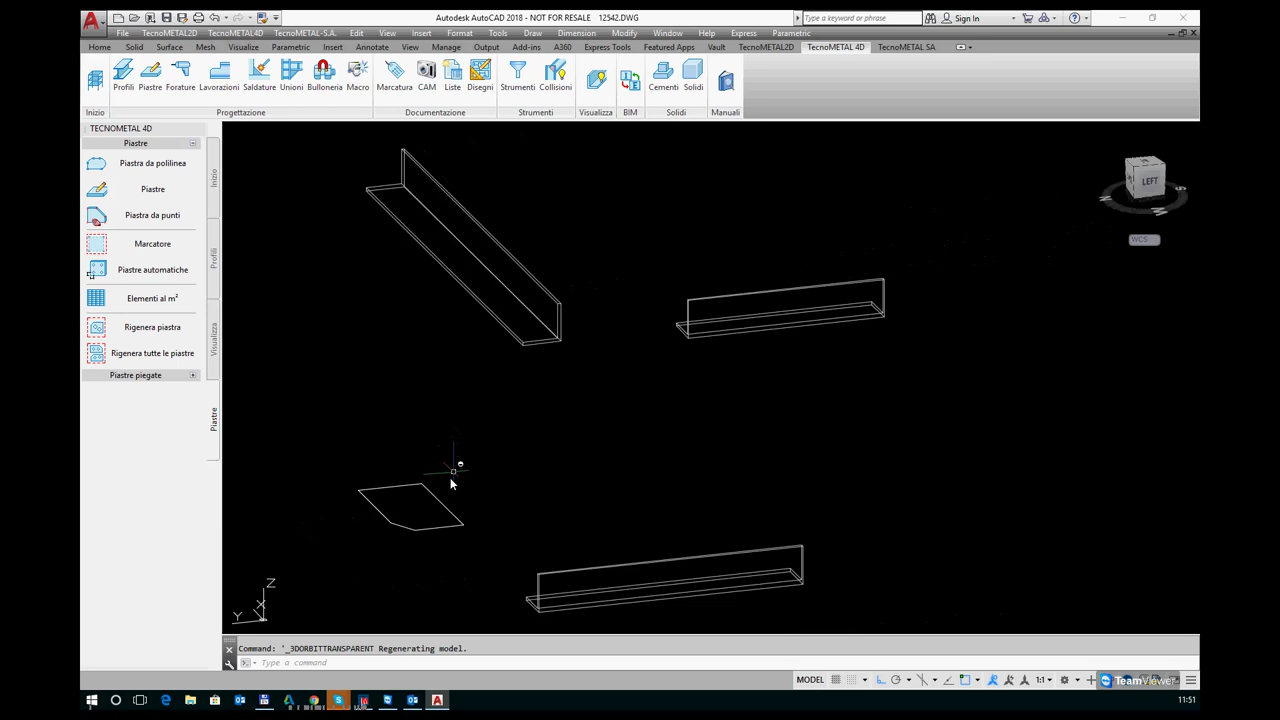 Autodesk AutoCAD 2018 - NOT FOR RESALE 12542.DWG
Type a keyword or phrase
Sign In
File TecnoMETAL2D TecnoMETAL4D TecnoMETAL-S.A. Edit View Insert Format Tools Draw Dimension Modify Window Help Express Parametric
Home Solid Surface Mesh Visualize Parametric Insert Annotate View Manage Output Add-ins A360 Express Tools Featured Apps Vault TecnoMETAL2D TecnoMETAL 4D TecnoMETAL SA
Inizio Profili Piastre Forature Lavorazioni Saldature Unioni Bulloneria Macro Marcatura CAM Liste Disegni Strumenti Collisioni Visualizza BIM Cementi Solidi Manuali
Inizio Progettazione Documentazione Strumenti Visualizza BIM Solidi Manuali
TECNOMETAL 4D
Piastre
Piastra da polilinea
Piastre
Piastra da punti
Marcatore
Piastre automatiche
Elementi al m²
Rigenera piastra
Rigenera tutte le piastre
Piastre piegate
Inizio
Profili
Visualizza
Piastre
LEFT
N
S
WCS
Z
X
Y
Command: '_3DORBITTRANSPARENT Regenerating model.
Type a command
MODEL
1:1
TeamViewer
11:51